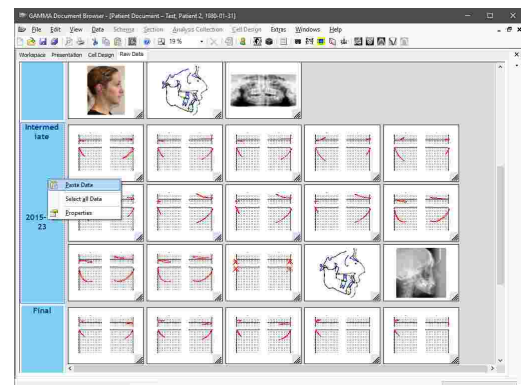 GAMMA Document Browser - [Patient Document – Test, Patient 2, 1980-01-31]
File Edit View Data Schema Section Analysis Collection Cell Design Extras Windows Help
19 %
Workspace Presentation Cell Design Raw Data
Intermed
iate
Paste Data
Select all Data
Properties
2015-
23
Final